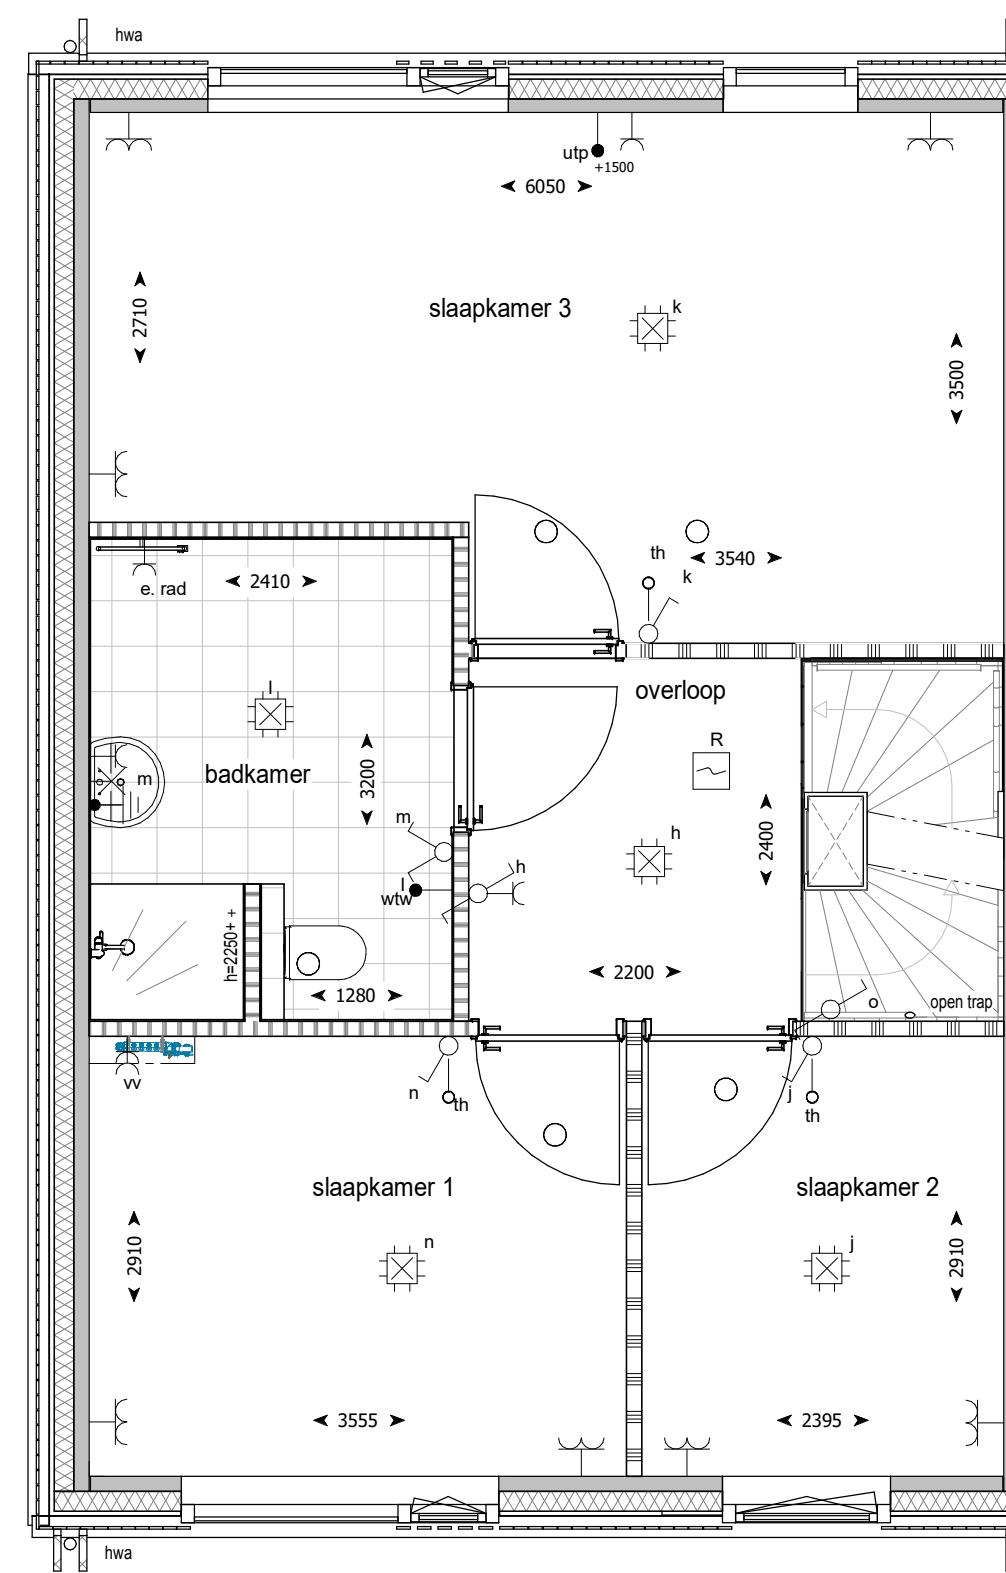 hwa
utp
+1500
6050
2710
slaapkamer 3
k
3500
th
k
3540
2410
e. rad
overloop
l
R
badkamer
m
3200
m
h
2400
l
wtw
h
h=2250+ +
2200
1280
o
open trap
vv
n
th
j
th
slaapkamer 1
slaapkamer 2
n
j
2910
2910
3555
2395
hwa